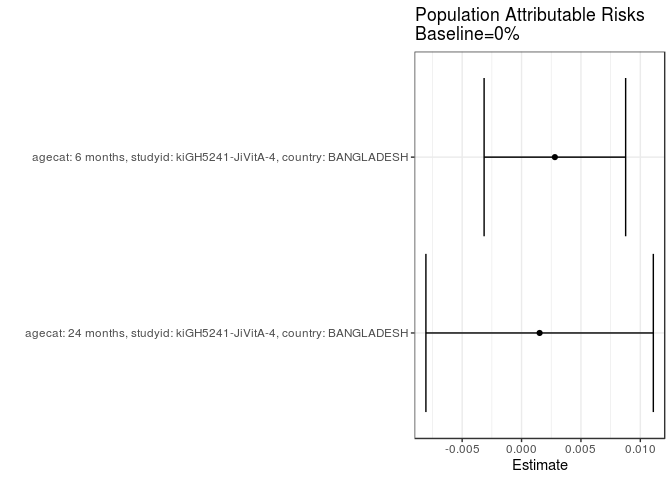 Population Attributable Risks
Baseline=0%
agecat: 6 months, studyid: kiGH5241-JiVitA-4, country: BANGLADESH
agecat: 24 months, studyid: kiGH5241-JiVitA-4, country: BANGLADESH
-0.005 0.000 0.005 0.010
Estimate